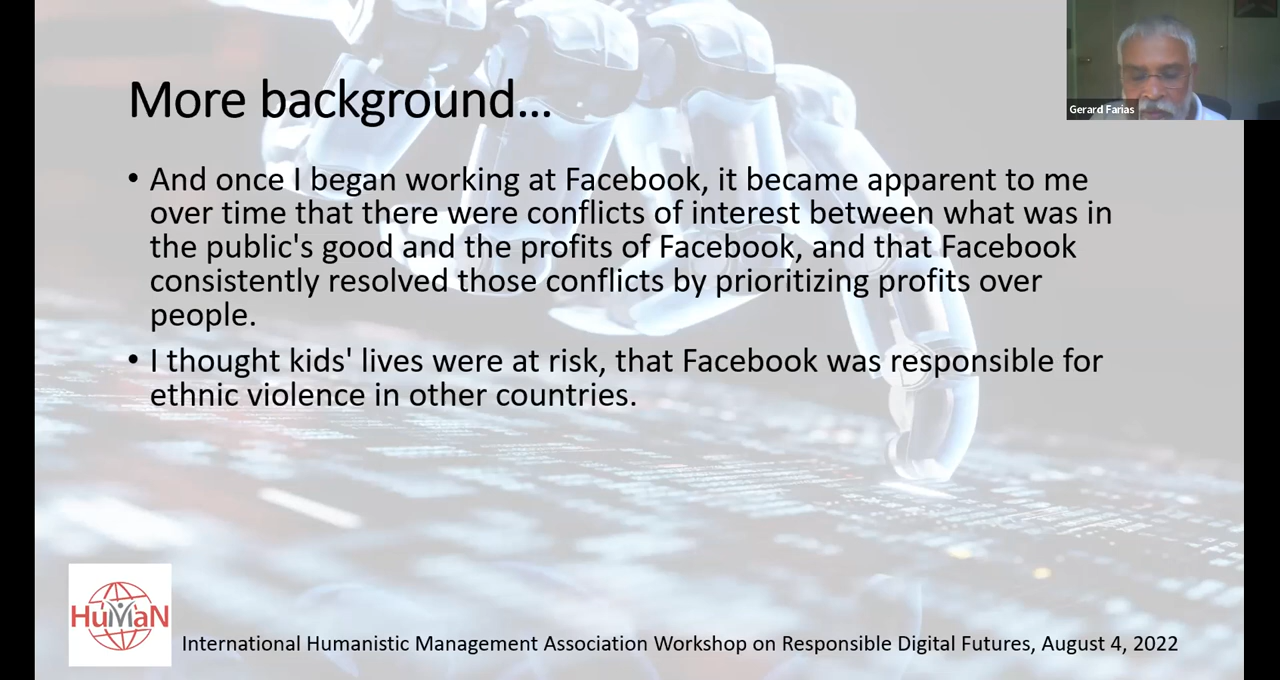 More background...
Gerard Farias
• And once I began working at Facebook, it became apparent to me
over time that there were conflicts of interest between what was in
the public's good and the profits of Facebook, and that Facebook
consistently resolved those conflicts by prioritizing profits over
people.
• I thought kids' lives were at risk, that Facebook was responsible for
ethnic violence in other countries.
HuMaN
International Humanistic Management Association Workshop on Responsible Digital Futures, August 4, 2022